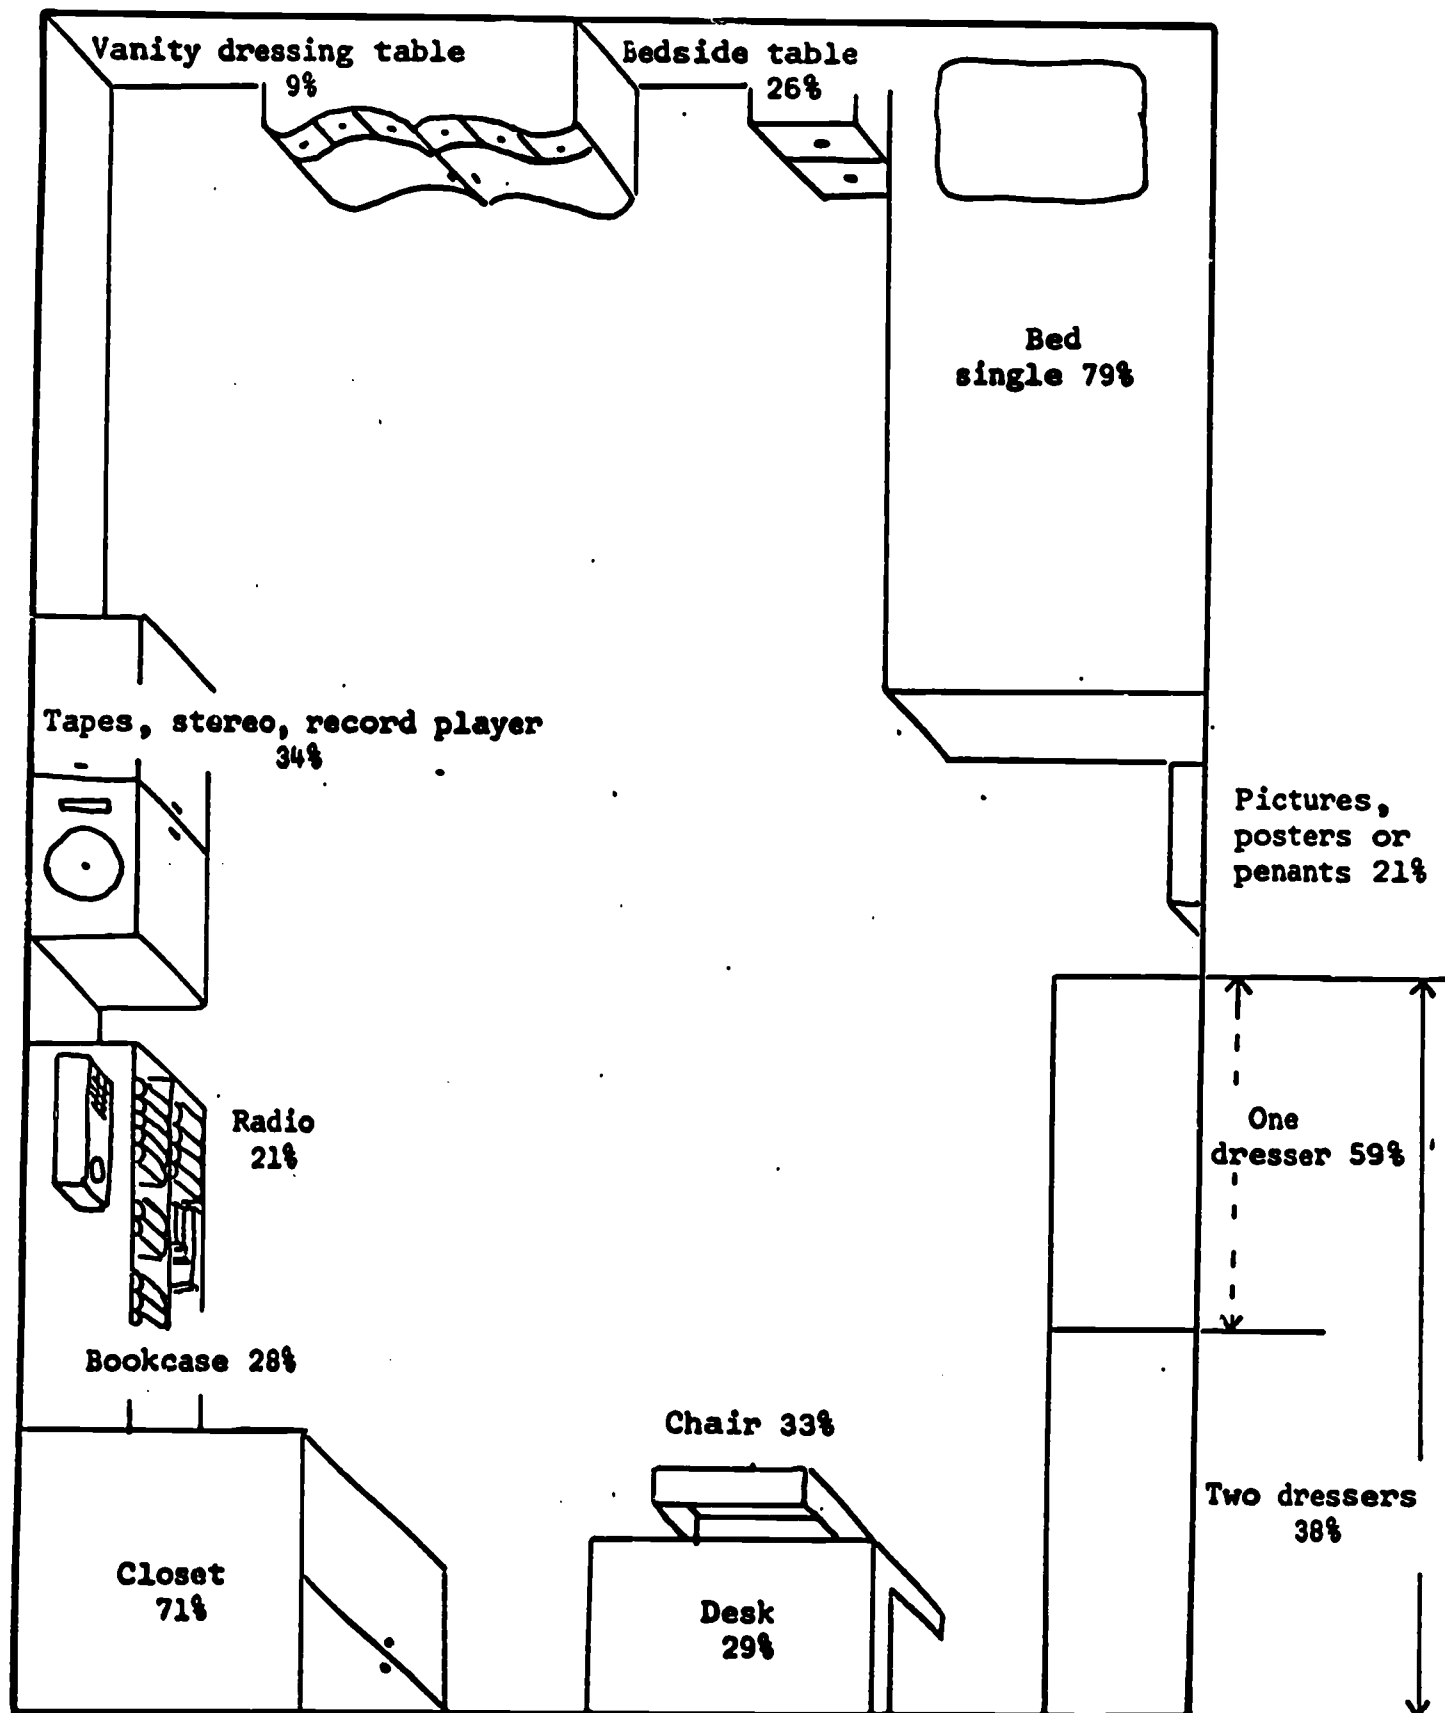 Vanity dressing table
9%
Bedside table
26%
Bed
single 79%
Tapes, stereo, record player
34%
Pictures,
posters or
penants 21%
Radio
21%
One
dresser 59%
Bookcase 28%
Chair 33%
Two dressers
38%
Closet
71%
Desk
29%